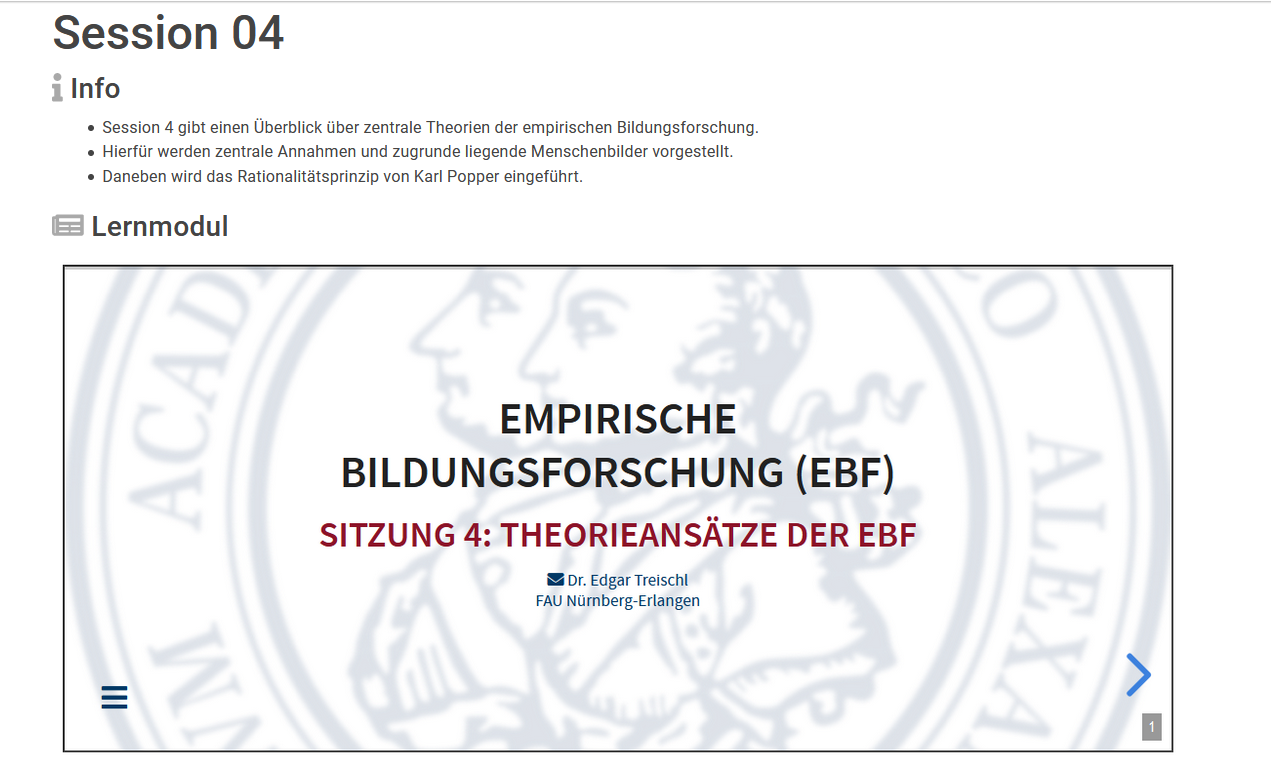 Session 04
Info
Session 4 gibt einen Überblick über zentrale Theorien der empirischen Bildungsforschung.
Hierfür werden zentrale Annahmen und zugrunde liegende Menschenbilder vorgestellt.
Daneben wird das Rationalitätsprinzip von Karl Popper eingeführt.
Lernmodul
EMPIRISCHE
BILDUNGSFORSCHUNG (EBF)
SITZUNG 4: THEORIEANSÄTZE DER EBF
Dr. Edgar Treischl
FAU Nürnberg-Erlangen
1
ACAD
MM
O
ALEXA